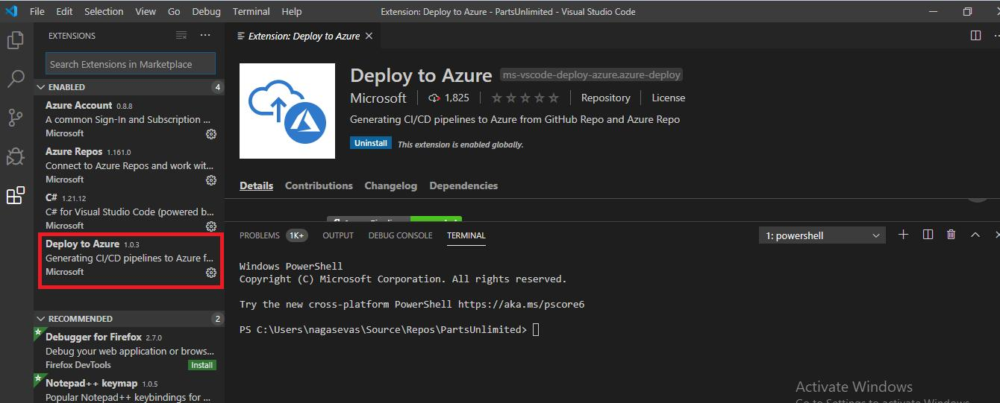 File Edit Selection View Go Debug Terminal Help
Extension: Deploy to Azure - PartsUnlimited - Visual Studio Code
EXTENSIONS
Search Extensions in Marketplace
ENABLED 4
Azure Account 0.8.8
A common Sign-In and Subscription ...
Microsoft
Azure Repos 1.161.0
Connect to Azure Repos and work wit...
Microsoft
C# 1.21.12
C# for Visual Studio Code (powered b...
Microsoft
Deploy to Azure 1.0.3
Generating CI/CD pipelines to Azure f...
Microsoft
RECOMMENDED 2
Debugger for Firefox 2.7.0
Debug your web application or brows...
Firefox DevTools Install
Notepad++ keymap 1.0.5
Popular Notepad++ keybindings for ...
Extension: Deploy to Azure
Deploy to Azure ms-vscode-deploy-azure.azure-deploy
Microsoft 1,825 Repository License
Generating CI/CD pipelines to Azure from GitHub Repo and Azure Repo
Uninstall This extension is enabled globally.
Details Contributions Changelog Dependencies
PROBLEMS 1K+ OUTPUT DEBUG CONSOLE TERMINAL 1: powershell
Windows PowerShell
Copyright (C) Microsoft Corporation. All rights reserved.
Try the new cross-platform PowerShell https://aka.ms/pscore6
PS C:\Users\nagasevas\Source\Repos\PartsUnlimited>
Activate Windows
Go to Settings to activate Windows.